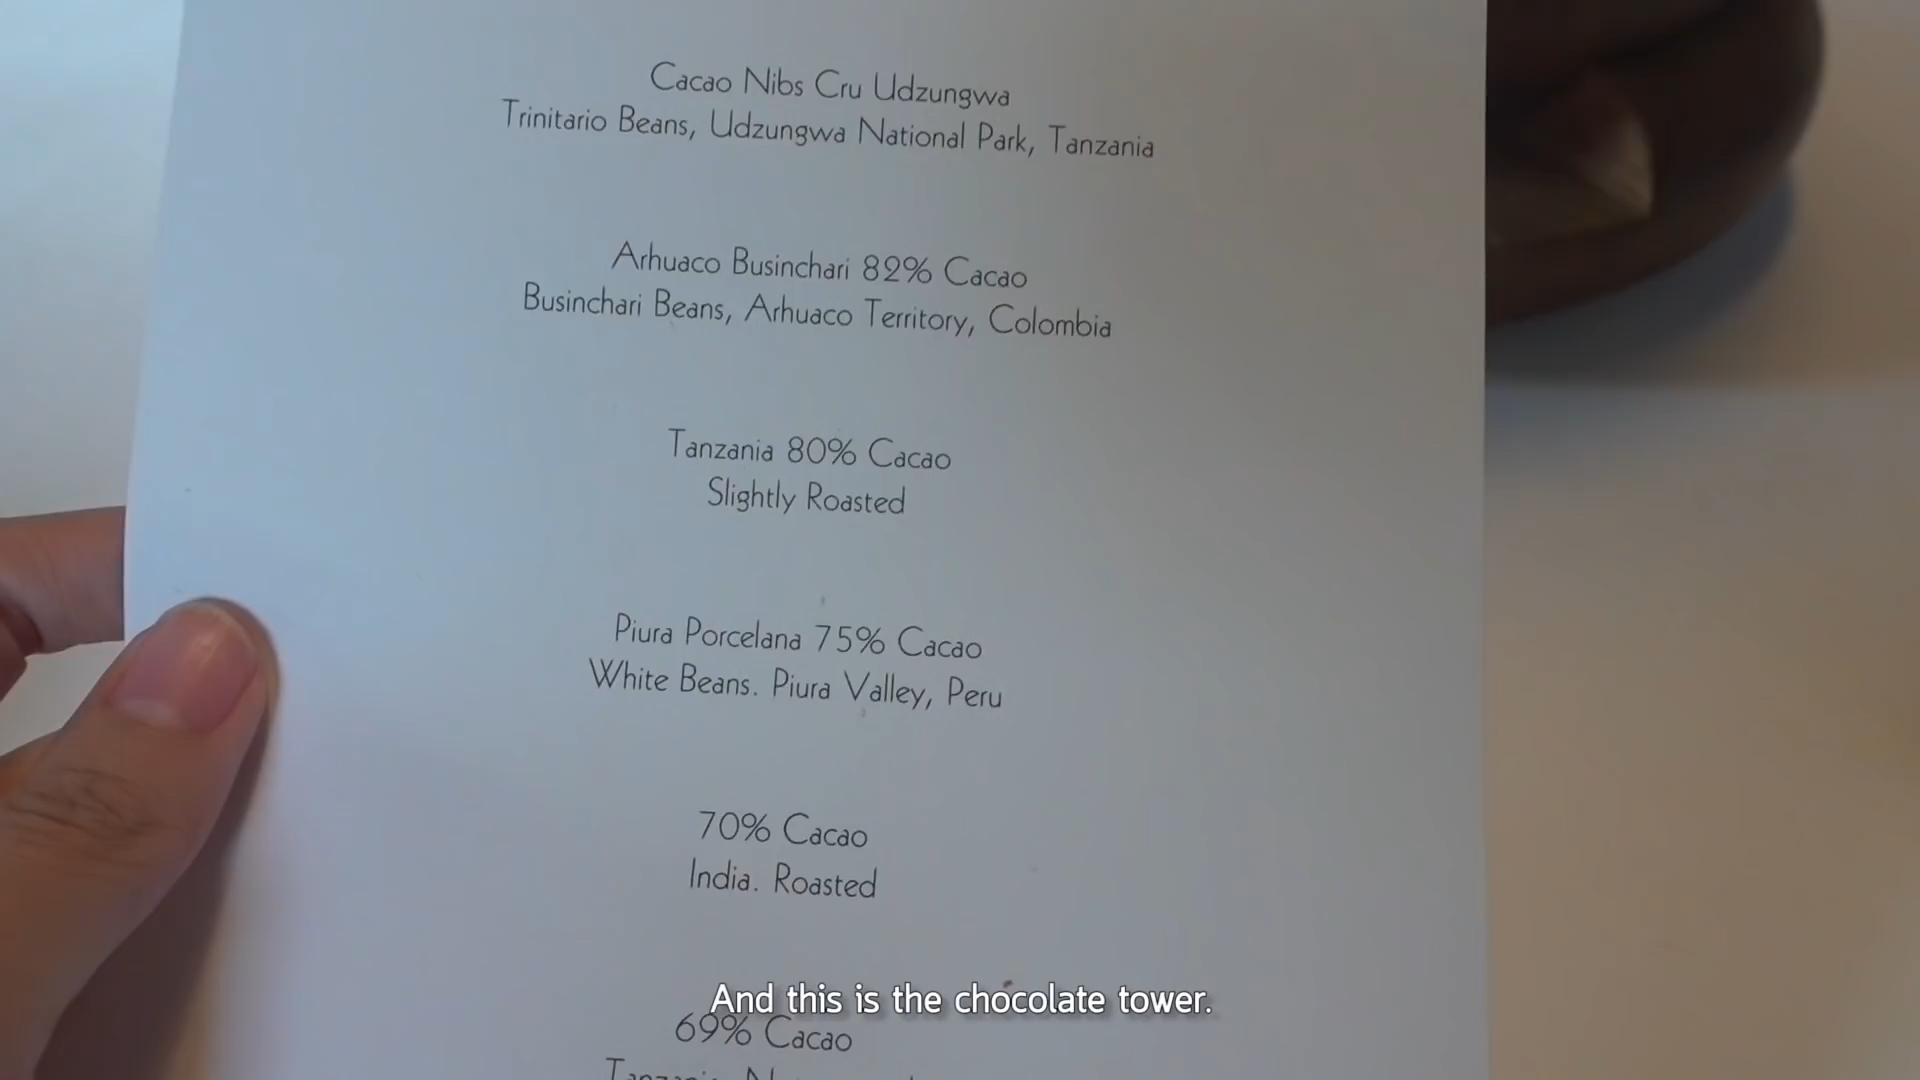 Cacao Nibs Cru Udzungwa
Trinitario Beans, Udzungwa National Park, Tanzania
Arhuaco Businchari 82% Cacao
Businchari Beans, Arhuaco Territory, Colombia
Tanzania 80% Cacao
Slightly Roasted
Piura Porcelana 75% Cacao
White Beans. Piura Valley, Peru
70% Cacao
India. Roasted
And this is the chocolate tower.
69% Cacao